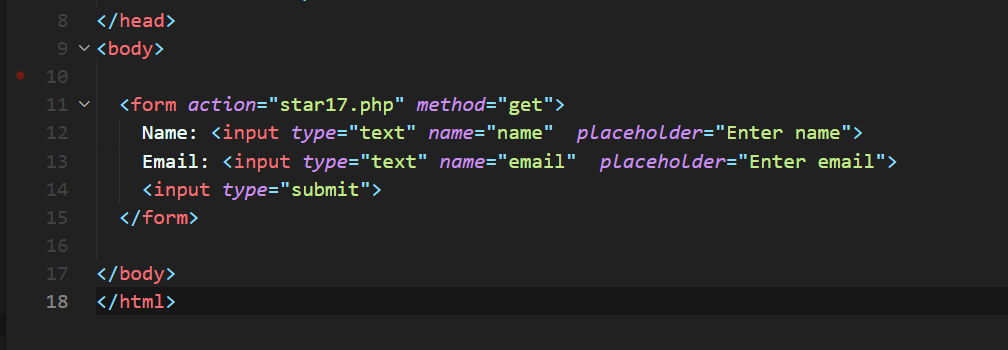 8 </head>
9 <body>
10
11 <form action="star17.php" method="get">
12 Name: <input type="text" name="name"  placeholder="Enter name">
13 Email: <input type="text" name="email"  placeholder="Enter email">
14 <input type="submit">
15 </form>
16
17 </body>
18 </html>